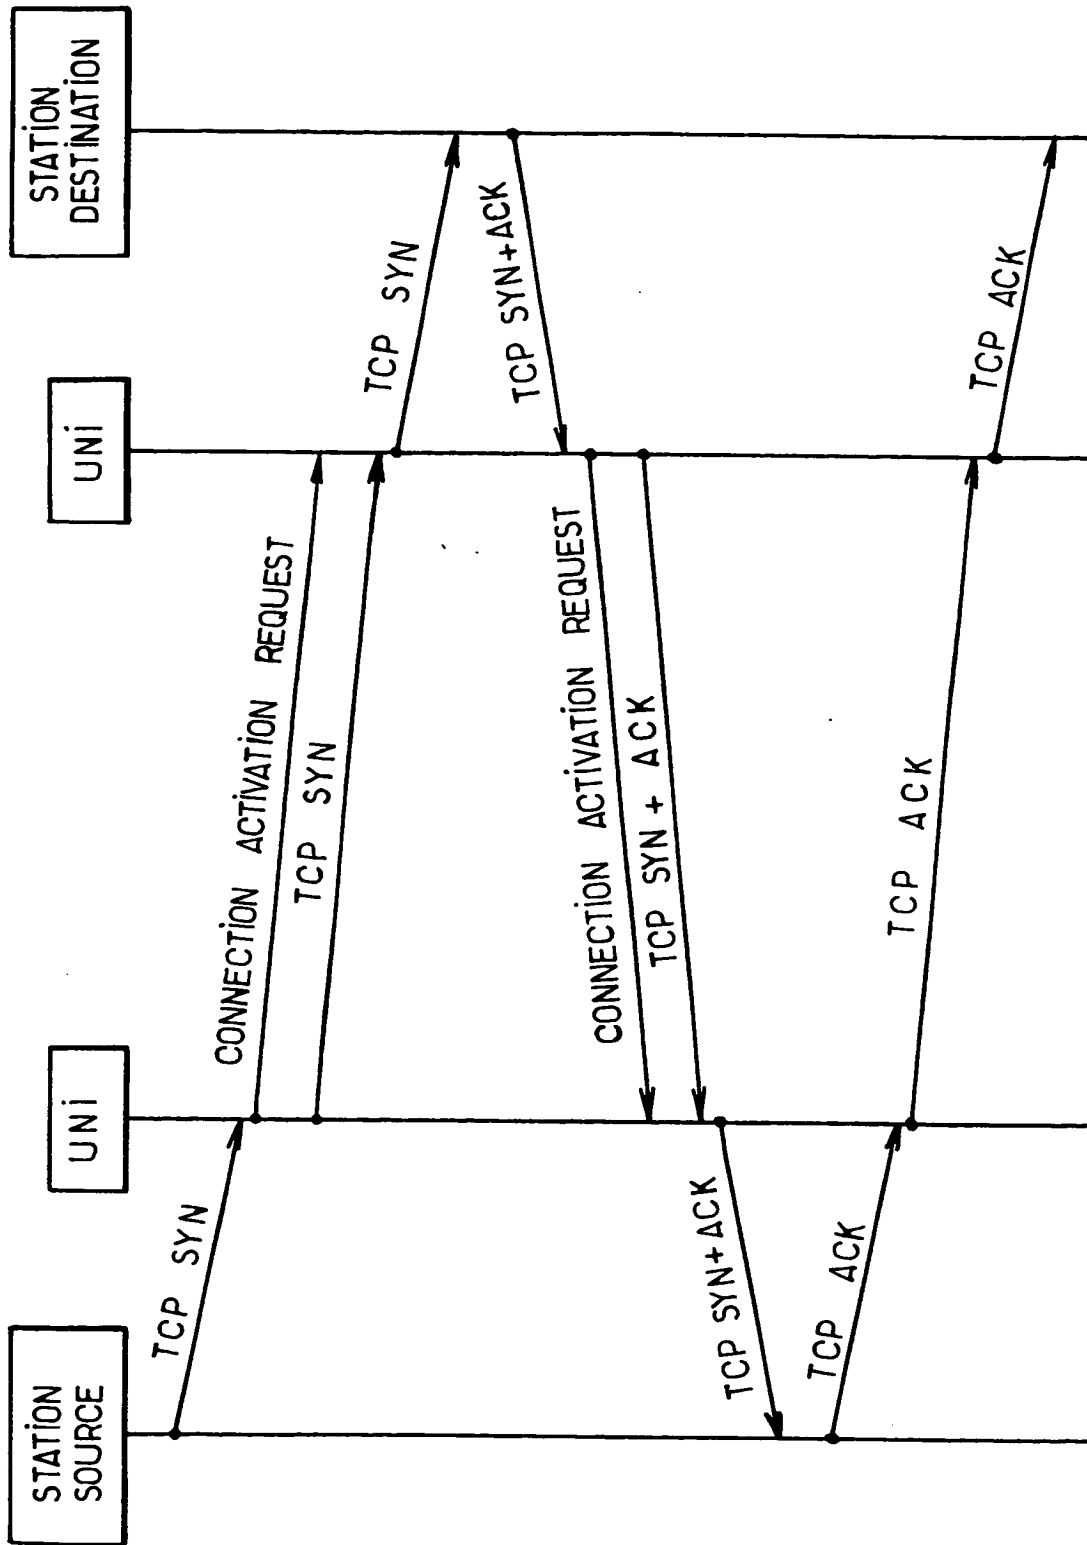 STATION
SOURCE
UNI
UNI
STATION
DESTINATION
TCP SYN
CONNECTION ACTIVATION REQUEST
TCP SYN
TCP SYN
TCP SYN+ACK
CONNECTION ACTIVATION REQUEST
TCP SYN + ACK
TCP SYN+ACK
TCP ACK
TCP ACK
TCP ACK